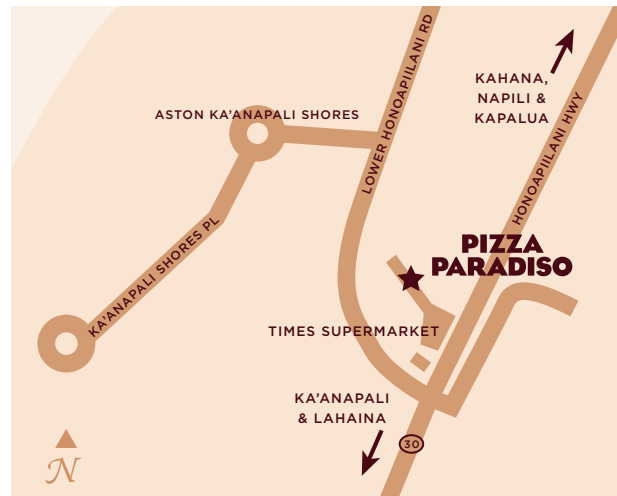 LOWER HONOAPIILANI RD
KAHANA,
NAPILI &
KAPALUA
ASTON KA'ANAPALI SHORES
HONOAPIILANI HWY
KA'ANAPALI SHORES PL
PIZZA
PARADISO
TIMES SUPERMARKET
KA'ANAPALI
& LAHAINA
30
N